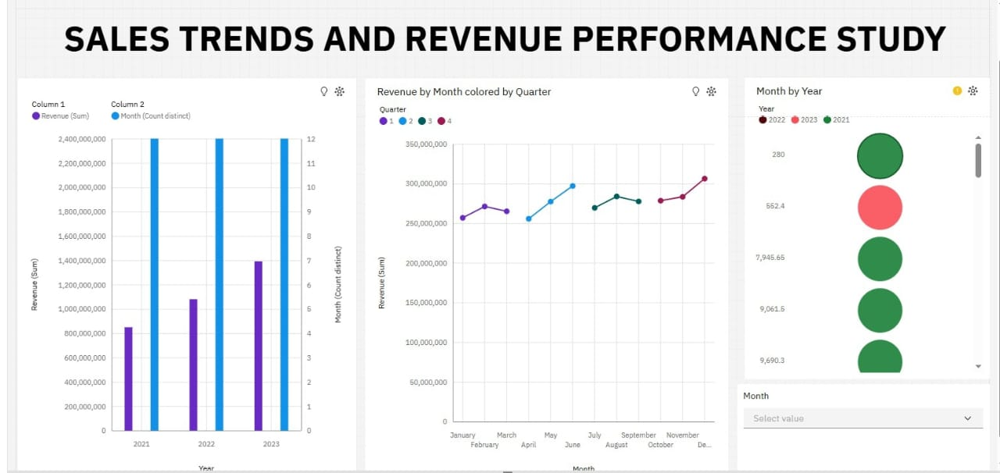 SALES TRENDS AND REVENUE PERFORMANCE STUDY
Column 1
Revenue (Sum)
Column 2
Month (Count distinct)
Revenue (Sum)
2,400,000,000
2,200,000,000
2,000,000,000
1,800,000,000
1,600,000,000
1,400,000,000
1,200,000,000
1,000,000,000
800,000,000
600,000,000
400,000,000
200,000,000
0
12
11
10
9
8
7
6
5
4
3
2
1
0
Month (Count distinct)
2021 2022 2023
Year
Revenue by Month colored by Quarter
Quarter
1 2 3 4
Revenue (Sum)
350,000,000
300,000,000
250,000,000
200,000,000
150,000,000
100,000,000
50,000,000
0
January March May July September November
February April June August October De...
Month
Month by Year
Year
2022 2023 2021
280
552.4
7,945.65
9,061.5
9,690.3
Month
Select value